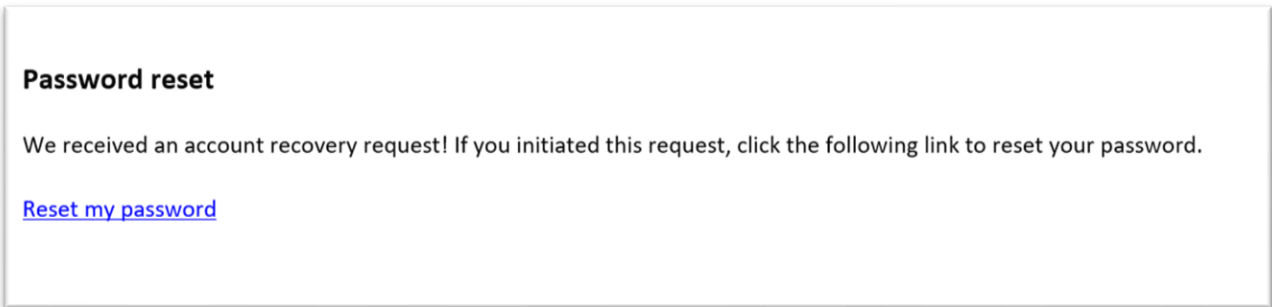 Password reset
We received an account recovery request! If you initiated this request, click the following link to reset your password.
Reset my password